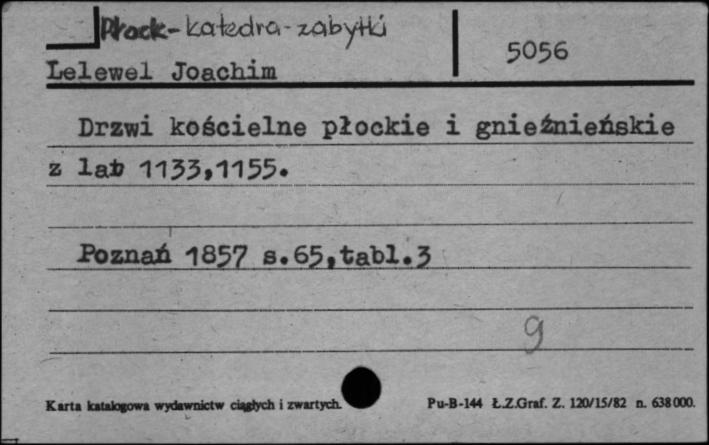 Płock-katedra-zabytki
5056
Lelewel Joachim
Drzwi kościelne płockie i gnieźnieńskie
z lat 1133,1155.
Poznań 1857 s.65,tabl.3
9
Karta katalogowa wydawnictw ciągłych i zwartych.
Pu-B-144 Ł.Z.Graf. Z. 120/15/82 n. 638000.